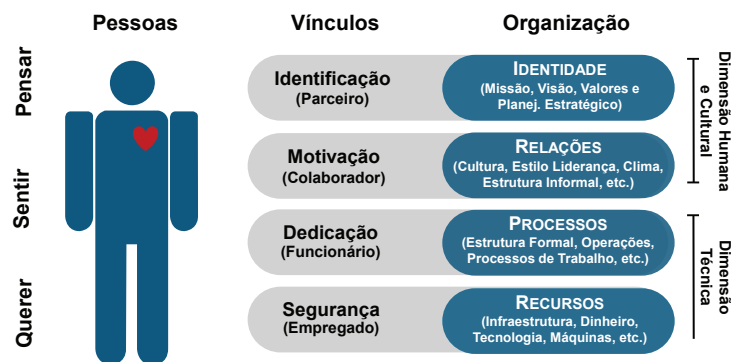 Pessoas
Vínculos
Organização
Pensar
Sentir
Querer
Identificação
(Parceiro)
IDENTIDADE
(Missão, Visão, Valores e
Planej. Estratégico)
Motivação
(Colaborador)
RELAÇÕES
(Cultura, Estilo Liderança, Clima,
Estrutura Informal, etc.)
Dedicação
(Funcionário)
PROCESSOS
(Estrutura Formal, Operações,
Processos de Trabalho, etc.)
Segurança
(Empregado)
RECURSOS
(Infraestrutura, Dinheiro,
Tecnologia, Máquinas, etc.)
Dimensão Humana
e Cultural
Dimensão
Técnica